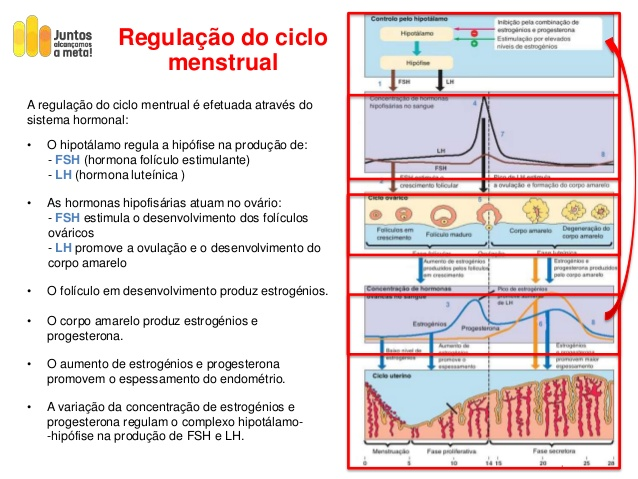 Juntos
alcançamos
a meta!
Regulação do ciclo
menstrual
A regulação do ciclo mentrual é efetuada através do
sistema hormonal:
• O hipotálamo regula a hipófise na produção de:
- FSH (hormona folículo estimulante)
- LH (hormona luteínica )
• As hormonas hipofisárias atuam no ovário:
- FSH estimula o desenvolvimento dos folículos
ováricos
- LH promove a ovulação e o desenvolvimento do
corpo amarelo
• O folículo em desenvolvimento produz estrogénios.
• O corpo amarelo produz estrogénios e
progesterona.
• O aumento de estrogénios e progesterona
promovem o espessamento do endométrio.
• A variação da concentração de estrogénios e
progesterona regulam o complexo hipotálamo-
-hipófise na produção de FSH e LH.
Controlo pelo hipotálamo
Inibição pela combinação de
estrogénios e progesterona
Estimulação por elevados
níveis de estrogénios
Hipotálamo
Hipófise
1 FSH LH
Concentração de hormonas
hipofisárias no sangue
4
7
8
LH
FSH
FSH estimula o
crescimento folicular
Pico de LH estimula
a ovulação e formação do corpo amarelo
Ciclo ovárico
5
Folículos em
crescimento
Folículo maduro
Corpo amarelo
Degeneração do
corpo amarelo
Ovulação
Aumento de estrogénios
produzidos pelos folículos
em crescimento
Estrogénios e
progesterona produzidos
pelo corpo amarelo
Concentração de hormonas
ováricas no sangue
Pico de estrogénios
de LH
3
6
8
Estrogénios
Progesterona
Baixo nível de
estrogénios
Aumento de
promove o
espessamento
Estrogénios
e progesterona
promovem maior
espessamento
Ciclo uterino
Menstruação
Fase proliferativa
Fase secretora
0 5 10 14 15 20 25 28